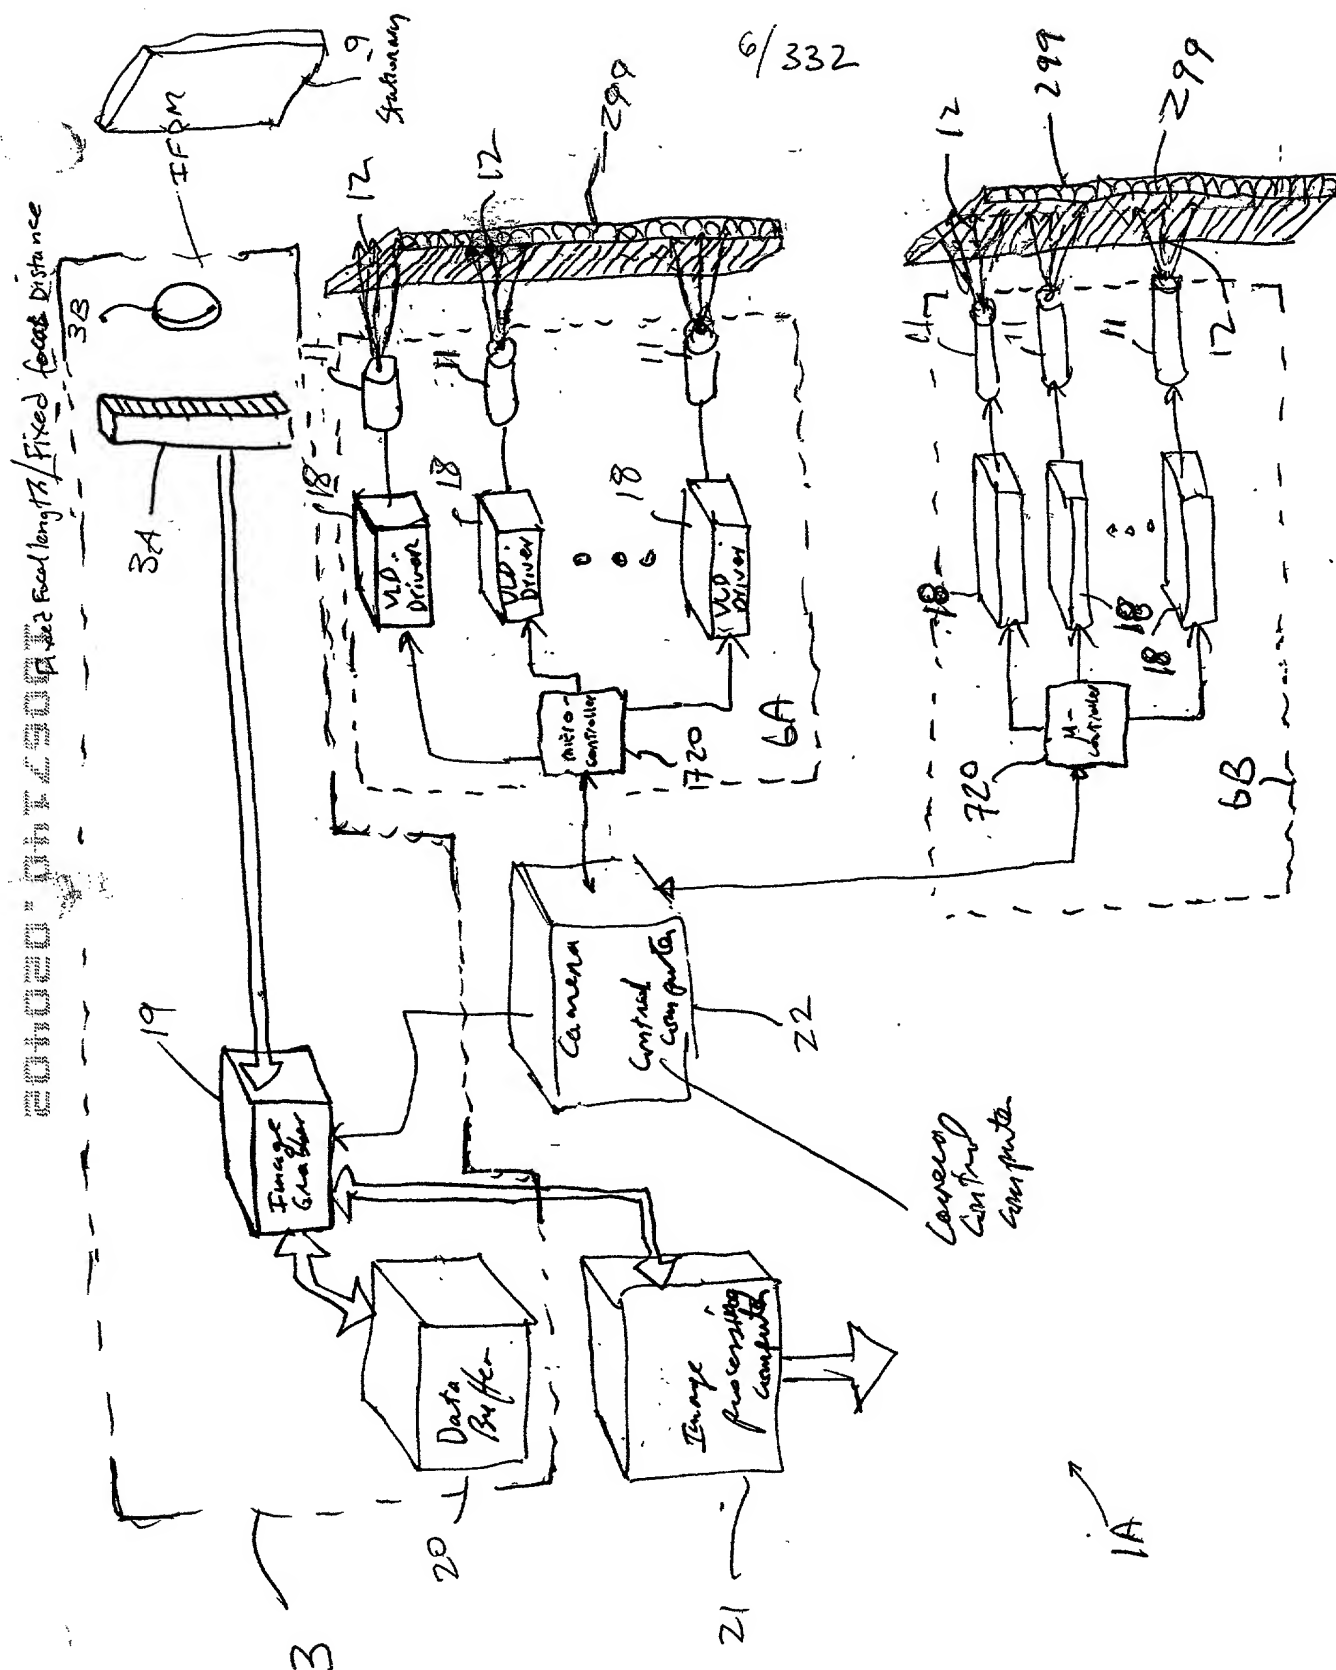 6/332
Fixed Focal length/Fixed focal Distance
3B
3A
IFDM
9
Stationary
19
Image
Grabber
Data
Buffer
20
3
Image
processing
Computer
21
Camera
Control
Computer
22
Camera
Control
Computer
VLD
Driver
18
11
12
VLD
Driver
18
11
12
VLD
Driver
18
11
299
micro-
controller
1720
6A
18
11
12
18
11
299
18
11
12
299
μ-
controller
720
6B
1A